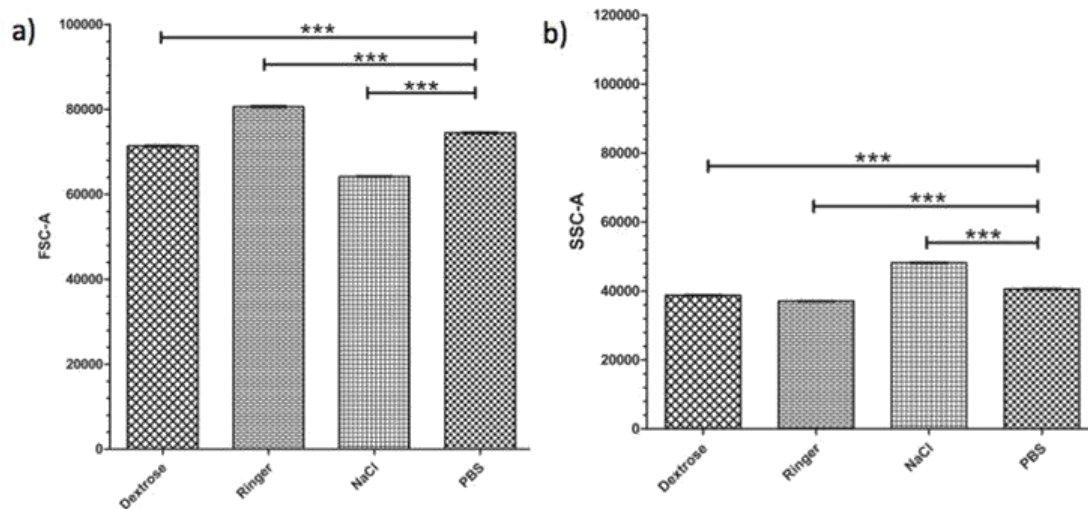 a)
100000
80000
60000
40000
20000
0
FSC-A
***
***
***
Dextrose
Ringer
NaCl
PBS
b)
120000
100000
80000
60000
40000
20000
0
SSC-A
***
***
***
Dextrose
Ringer
NaCl
PBS